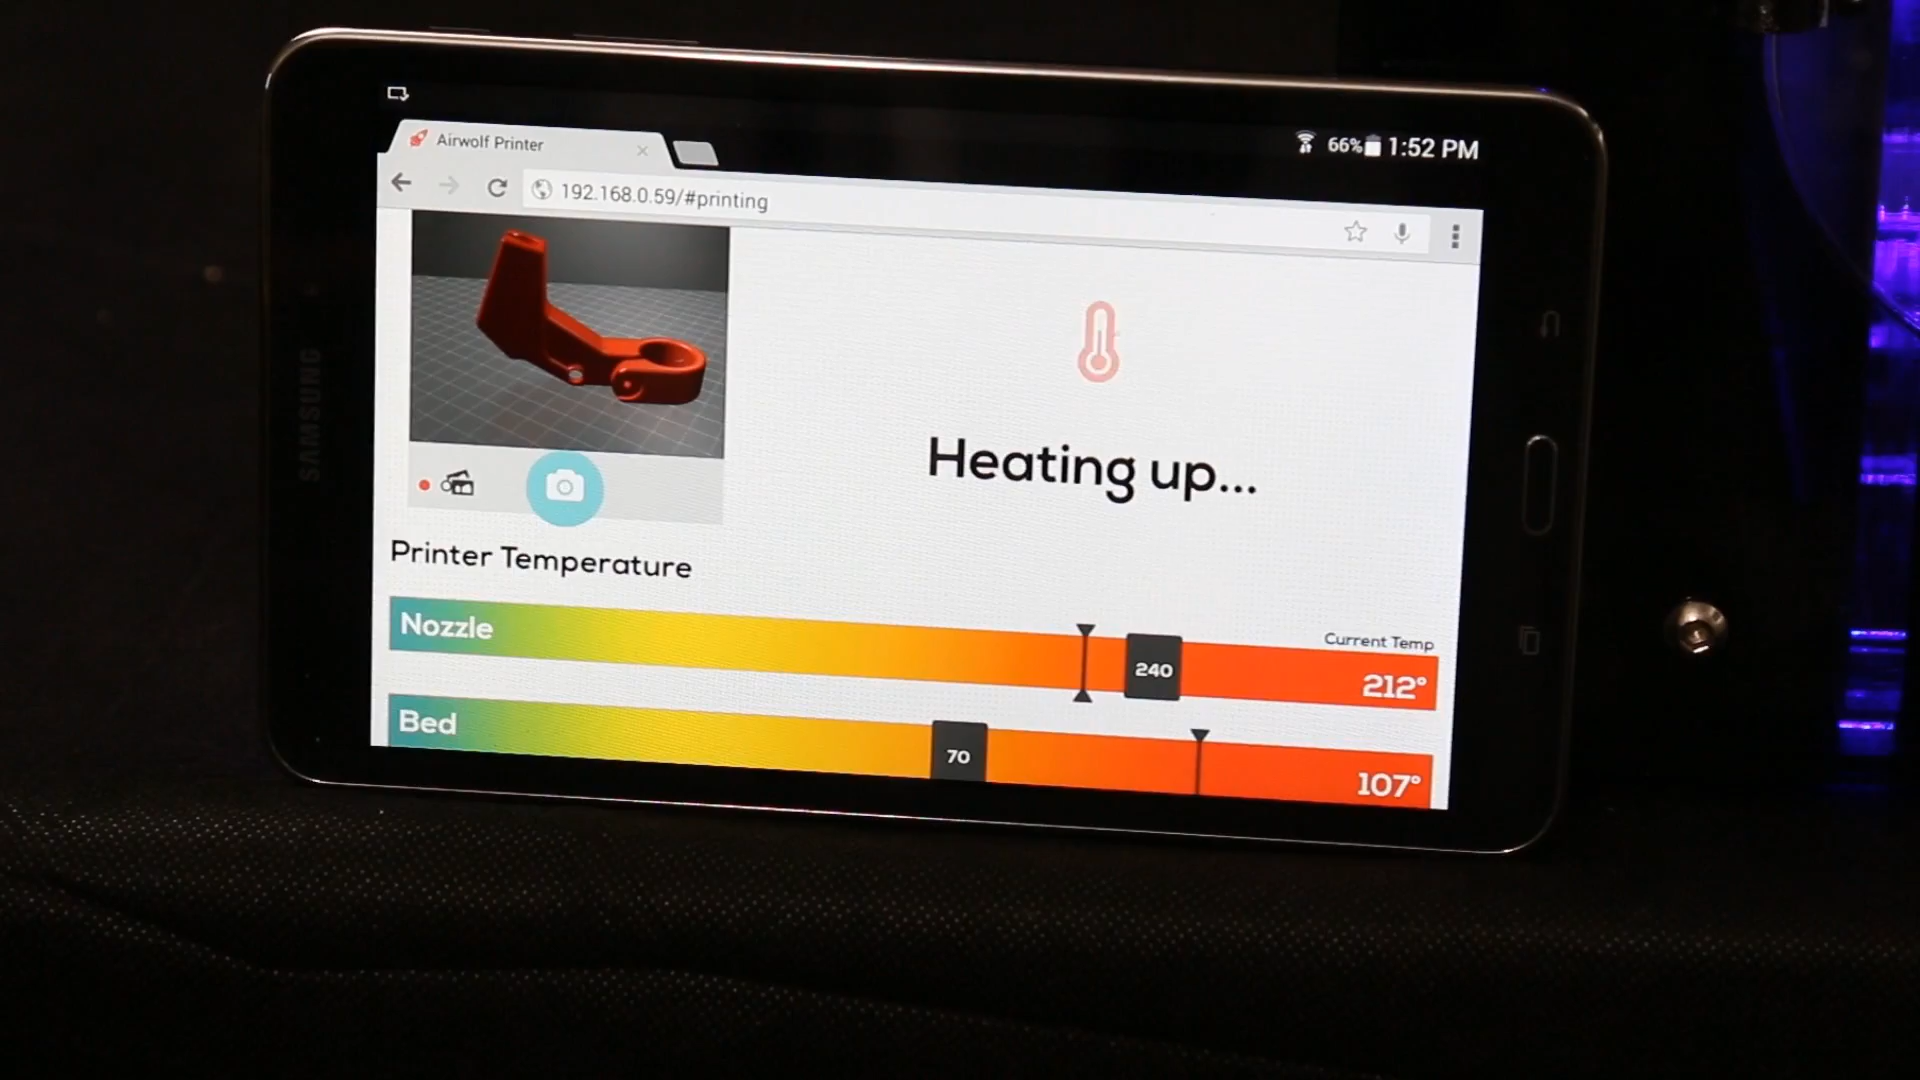 Airwolf Printer
66% 1:52 PM
192.168.0.59/#printing
SAMSUNG
Heating up...
Printer Temperature
Nozzle
240
Current Temp
212°
Bed
70
107°